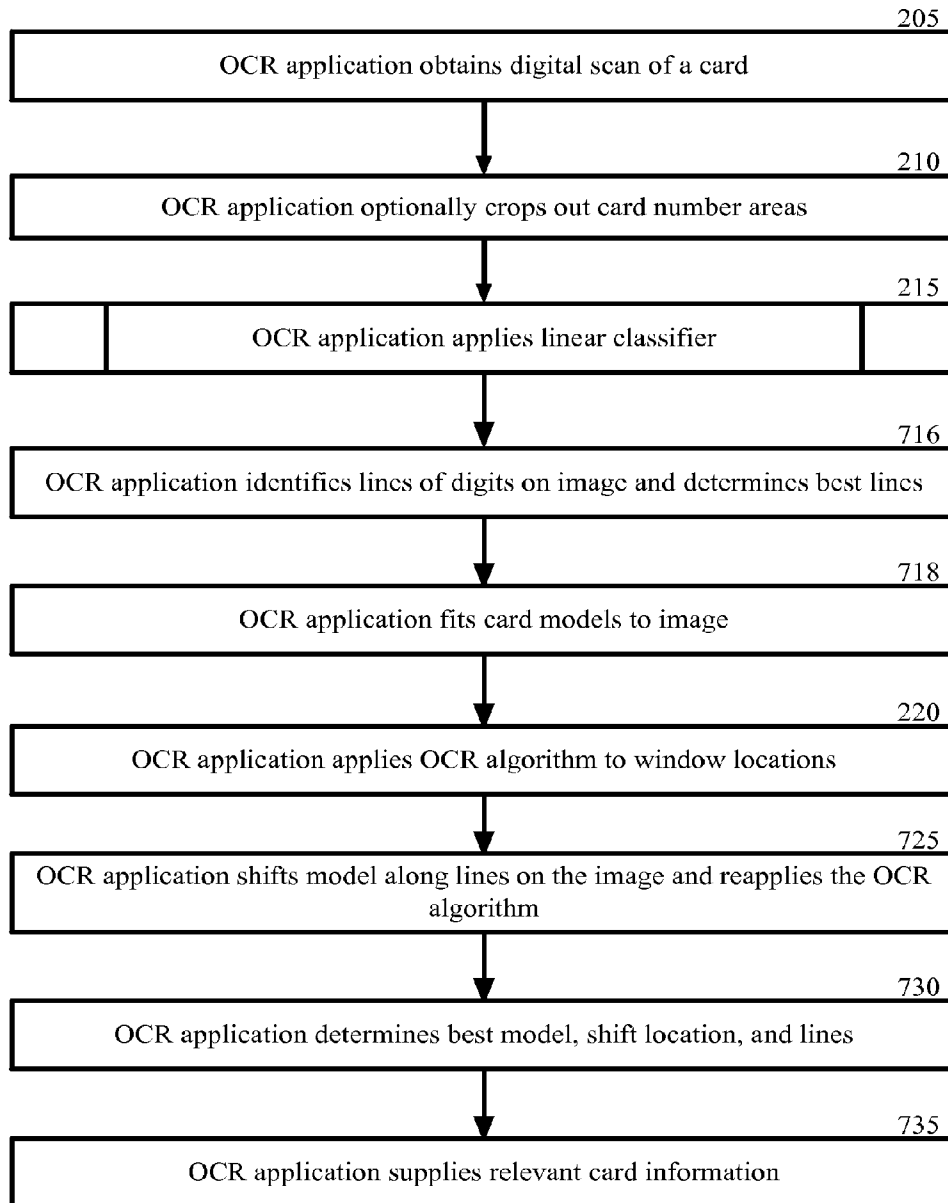 205
OCR application obtains digital scan of a card
210
OCR application optionally crops out card number areas
215
OCR application applies linear classifier
716
OCR application identifies lines of digits on image and determines best lines
718
OCR application fits card models to image
220
OCR application applies OCR algorithm to window locations
725
OCR application shifts model along lines on the image and reapplies the OCR
algorithm
730
OCR application determines best model, shift location, and lines
735
OCR application supplies relevant card information